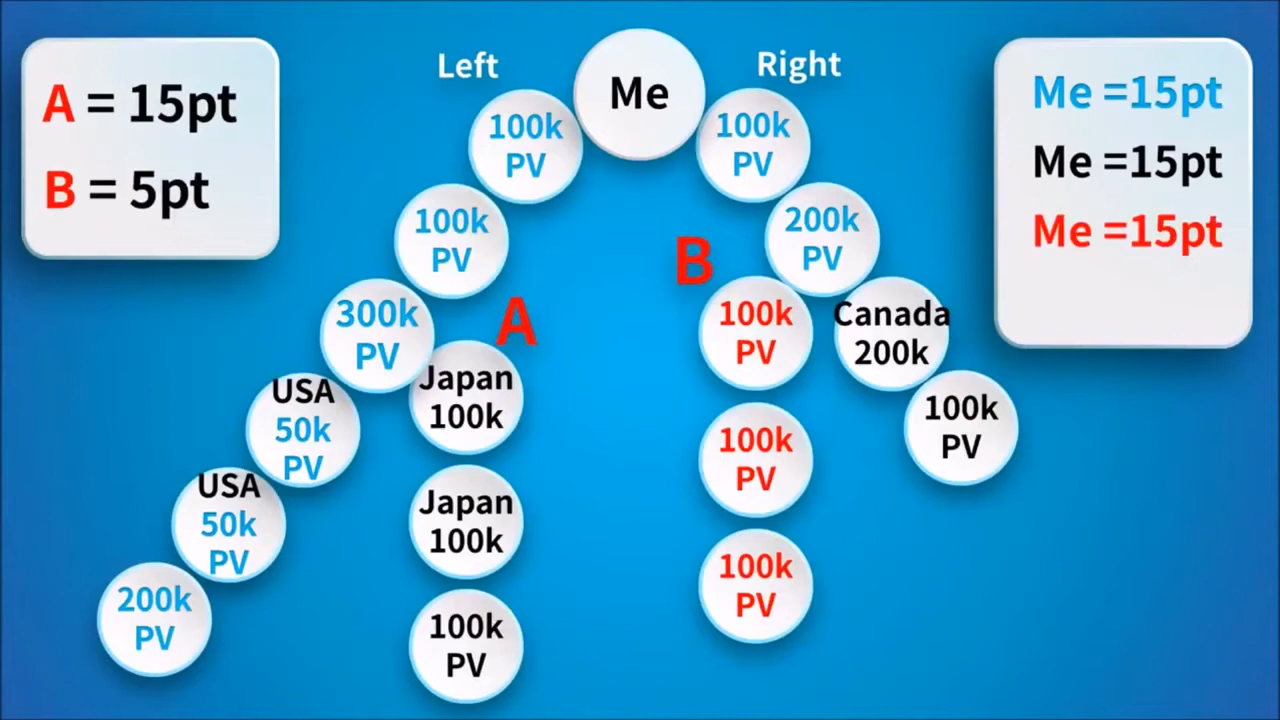 A = 15pt
B = 5pt
Left
Me
Right
Me =15pt
Me =15pt
Me =15pt
100k
PV
100k
PV
100k
PV
200k
PV
B
A
300k
PV
Japan
100k
100k
PV
Canada
200k
USA
50k
PV
100k
PV
USA
50k
PV
Japan
100k
100k
PV
200k
PV
100k
PV
100k
PV